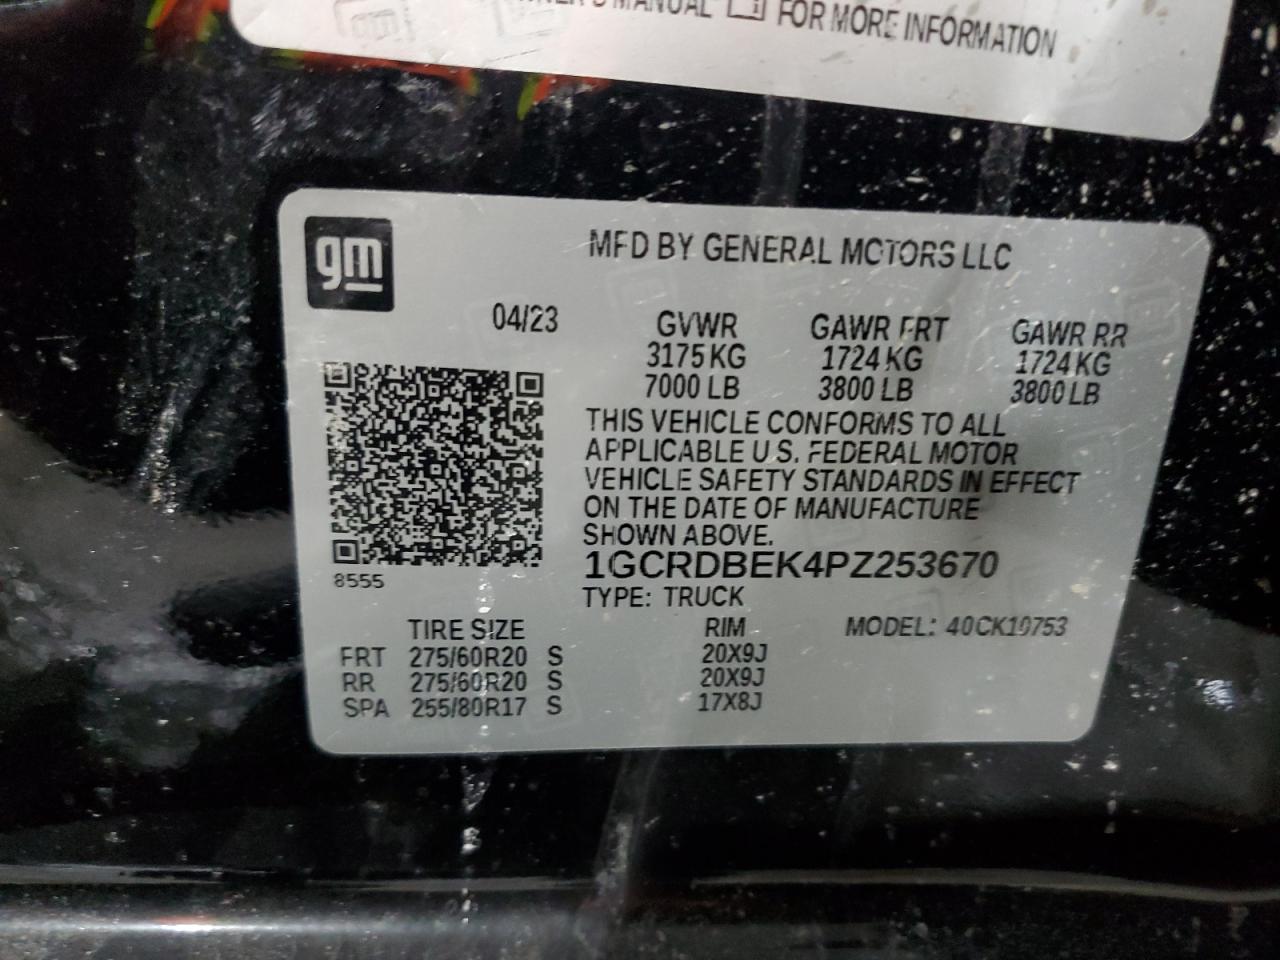 MANUAL FOR MORE INFORMATION
gm
MFD BY GENERAL MOTORS LLC
04/23 GVWR GAWR FRT GAWR RR
3175 KG 1724 KG 1724 KG
7000 LB 3800 LB 3800 LB
THIS VEHICLE CONFORMS TO ALL
APPLICABLE U.S. FEDERAL MOTOR
VEHICLE SAFETY STANDARDS IN EFFECT
ON THE DATE OF MANUFACTURE
SHOWN ABOVE.
1GCRDBEK4PZ253670
8555
TYPE: TRUCK
TIRE SIZE RIM MODEL: 40CK10753
FRT 275/60R20 S 20X9J
RR 275/60R20 S 20X9J
SPA 255/80R17 S 17X8J